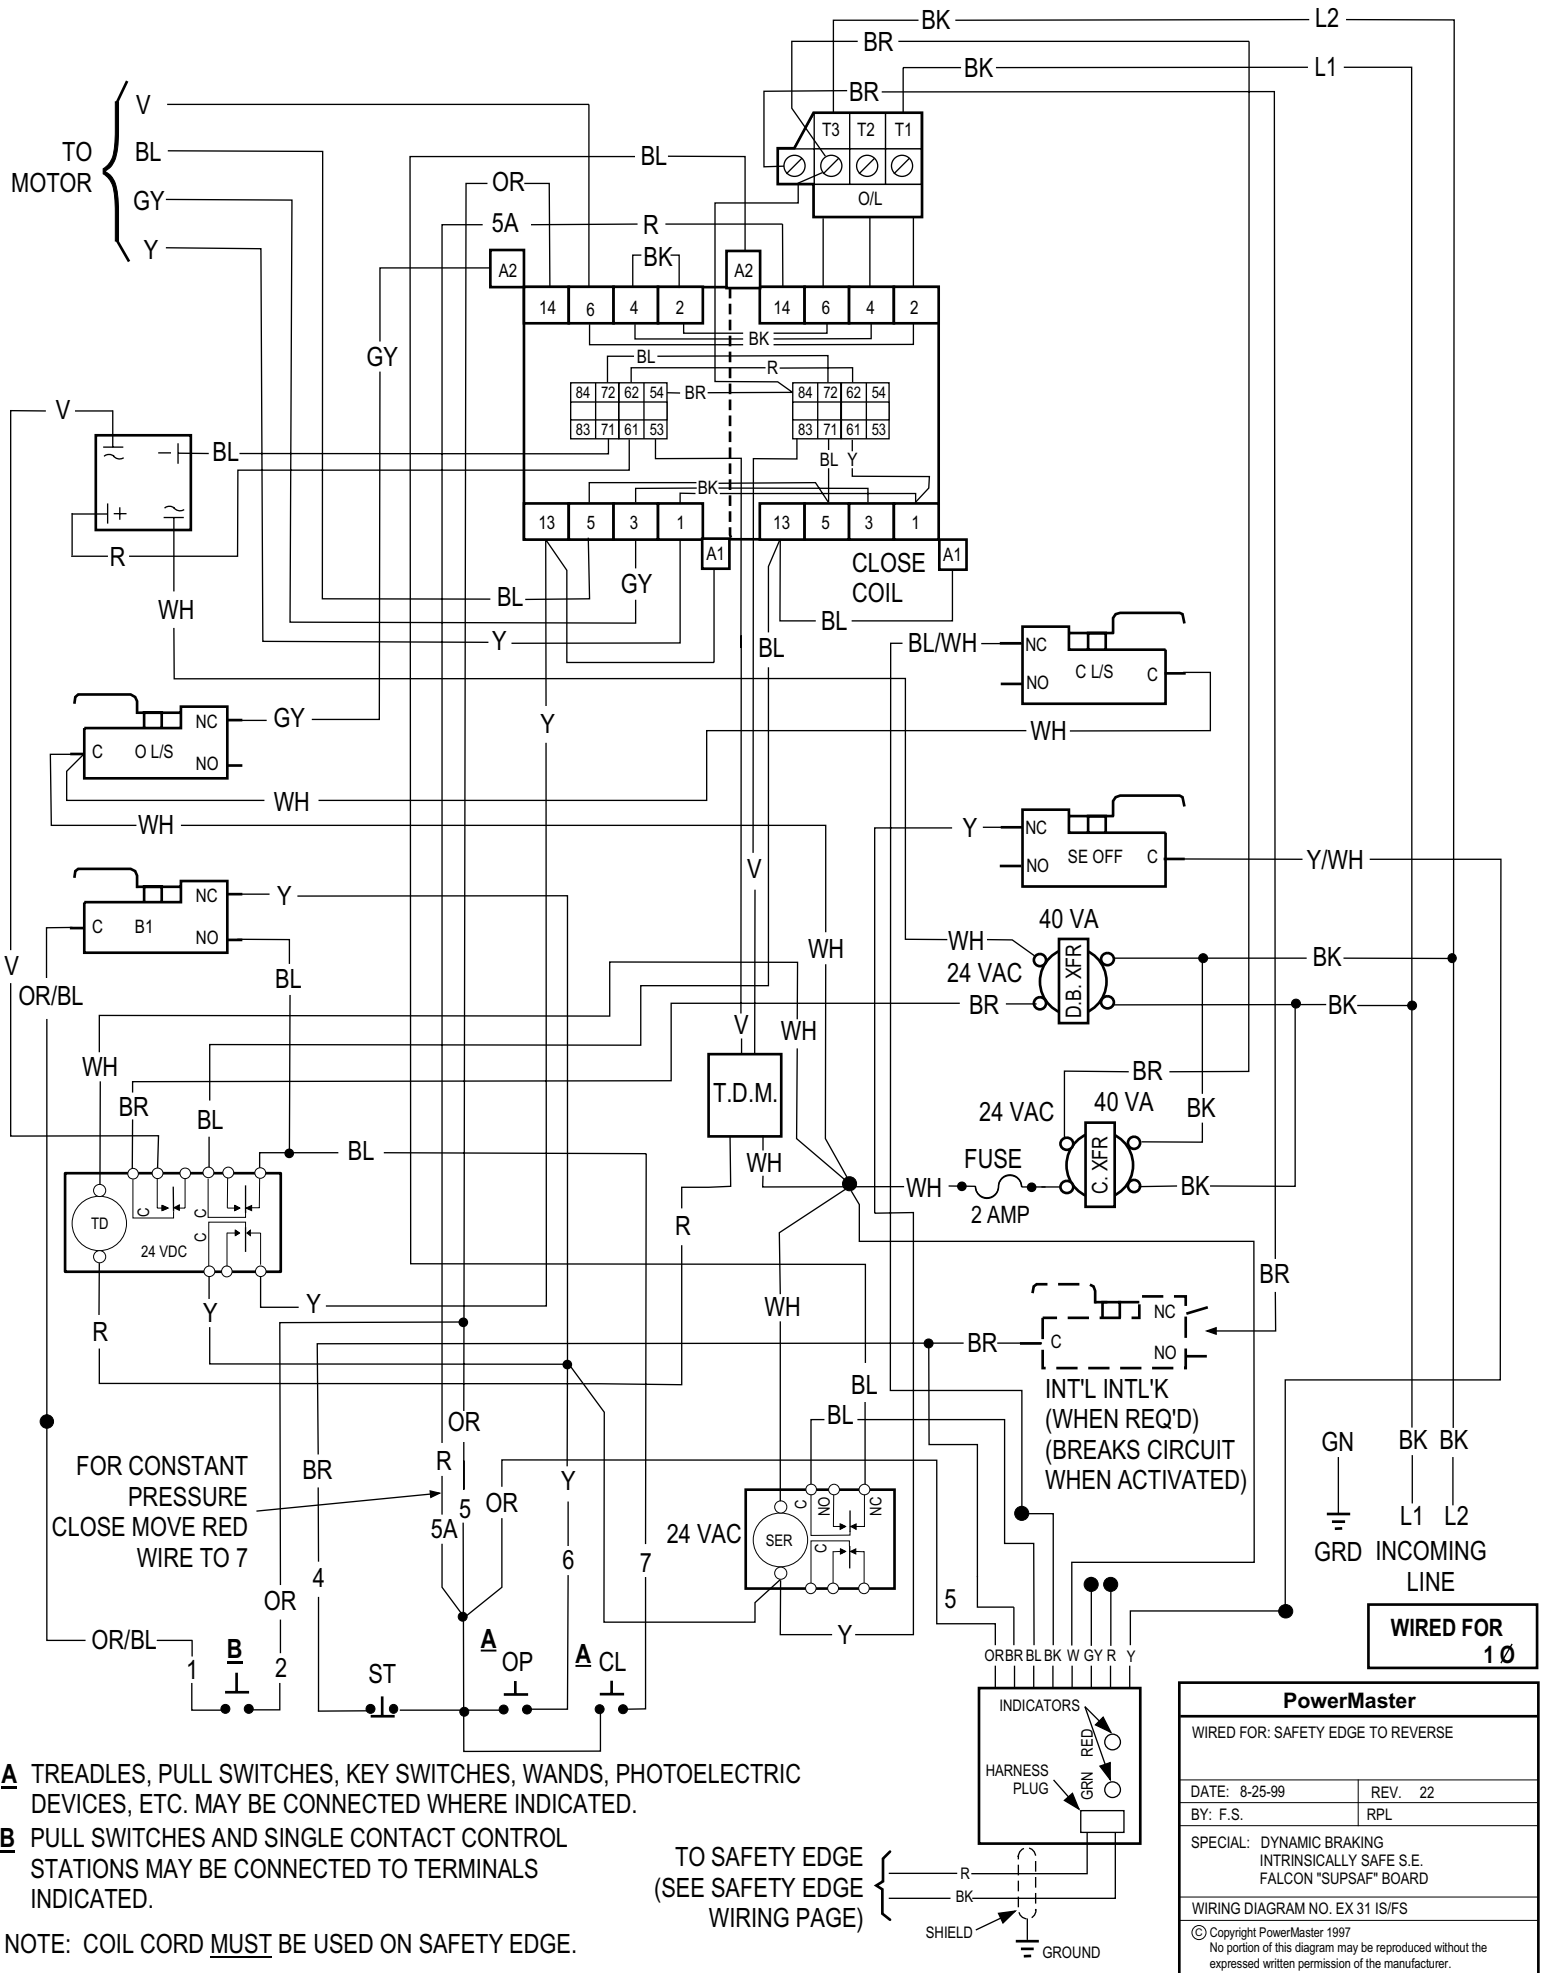 BK
L2
BR
BK
L1
BR
V
TO
MOTOR
BL
GY
Y
T3 T2 T1
O/L
BL
OR
5A
R
BK
A2
A2
14 6 4 2
14 6 4 2
BK
GY
BL
R
84 72 62 54
BR
84 72 62 54
83 71 61 53
83 71 61 53
BL Y
V
BL
R
WH
BK
13 5 3 1
13 5 3 1
A1
A1
CLOSE
COIL
GY
BL
BL
Y
BL
BL/WH
NC
C L/S
C
NO
WH
NC
GY
C
O L/S
NO
Y
WH
WH
Y
NC
SE OFF
C
NO
Y/WH
V
NC
Y
C
B1
NO
BL
V
OR/BL
WH
40 VA
WH
24 VAC
D.B. XFR
BK
BR
BK
V
WH
WH
BR
BL
T.D.M.
BR
24 VAC
40 VA
BK
C. XFR
BL
WH
FUSE
WH
2 AMP
BK
TD
C
C
C
24 VDC
R
Y
Y
R
WH
BR
BR
NC
C
NO
INT'L INTL'K
(WHEN REQ'D)
(BREAKS CIRCUIT
WHEN ACTIVATED)
BL
BL
OR
FOR CONSTANT
PRESSURE
CLOSE MOVE RED
WIRE TO 7
BR
R
5
5A
OR
Y
24 VAC
SER
C
NO
NC
C
GN
BK BK
L1 L2
GRD
INCOMING
LINE
4
6
7
OR
5
OR/BL
1
B
2
ST
A
OP
A
CL
Y
OR BR BL BK W GY R Y
WIRED FOR
1 Ø
INDICATORS
RED
HARNESS
PLUG
GRN
A TREADLES, PULL SWITCHES, KEY SWITCHES, WANDS, PHOTOELECTRIC
DEVICES, ETC. MAY BE CONNECTED WHERE INDICATED.
B PULL SWITCHES AND SINGLE CONTACT CONTROL
STATIONS MAY BE CONNECTED TO TERMINALS
INDICATED.
NOTE: COIL CORD MUST BE USED ON SAFETY EDGE.
TO SAFETY EDGE
(SEE SAFETY EDGE
WIRING PAGE)
R
BK
SHIELD
GROUND
PowerMaster
WIRED FOR: SAFETY EDGE TO REVERSE
DATE: 8-25-99
REV. 22
BY: F.S.
RPL
SPECIAL: DYNAMIC BRAKING
INTRINSICALLY SAFE S.E.
FALCON "SUPSAF" BOARD
WIRING DIAGRAM NO. EX 31 IS/FS
© Copyright PowerMaster 1997
No portion of this diagram may be reproduced without the
expressed written permission of the manufacturer.